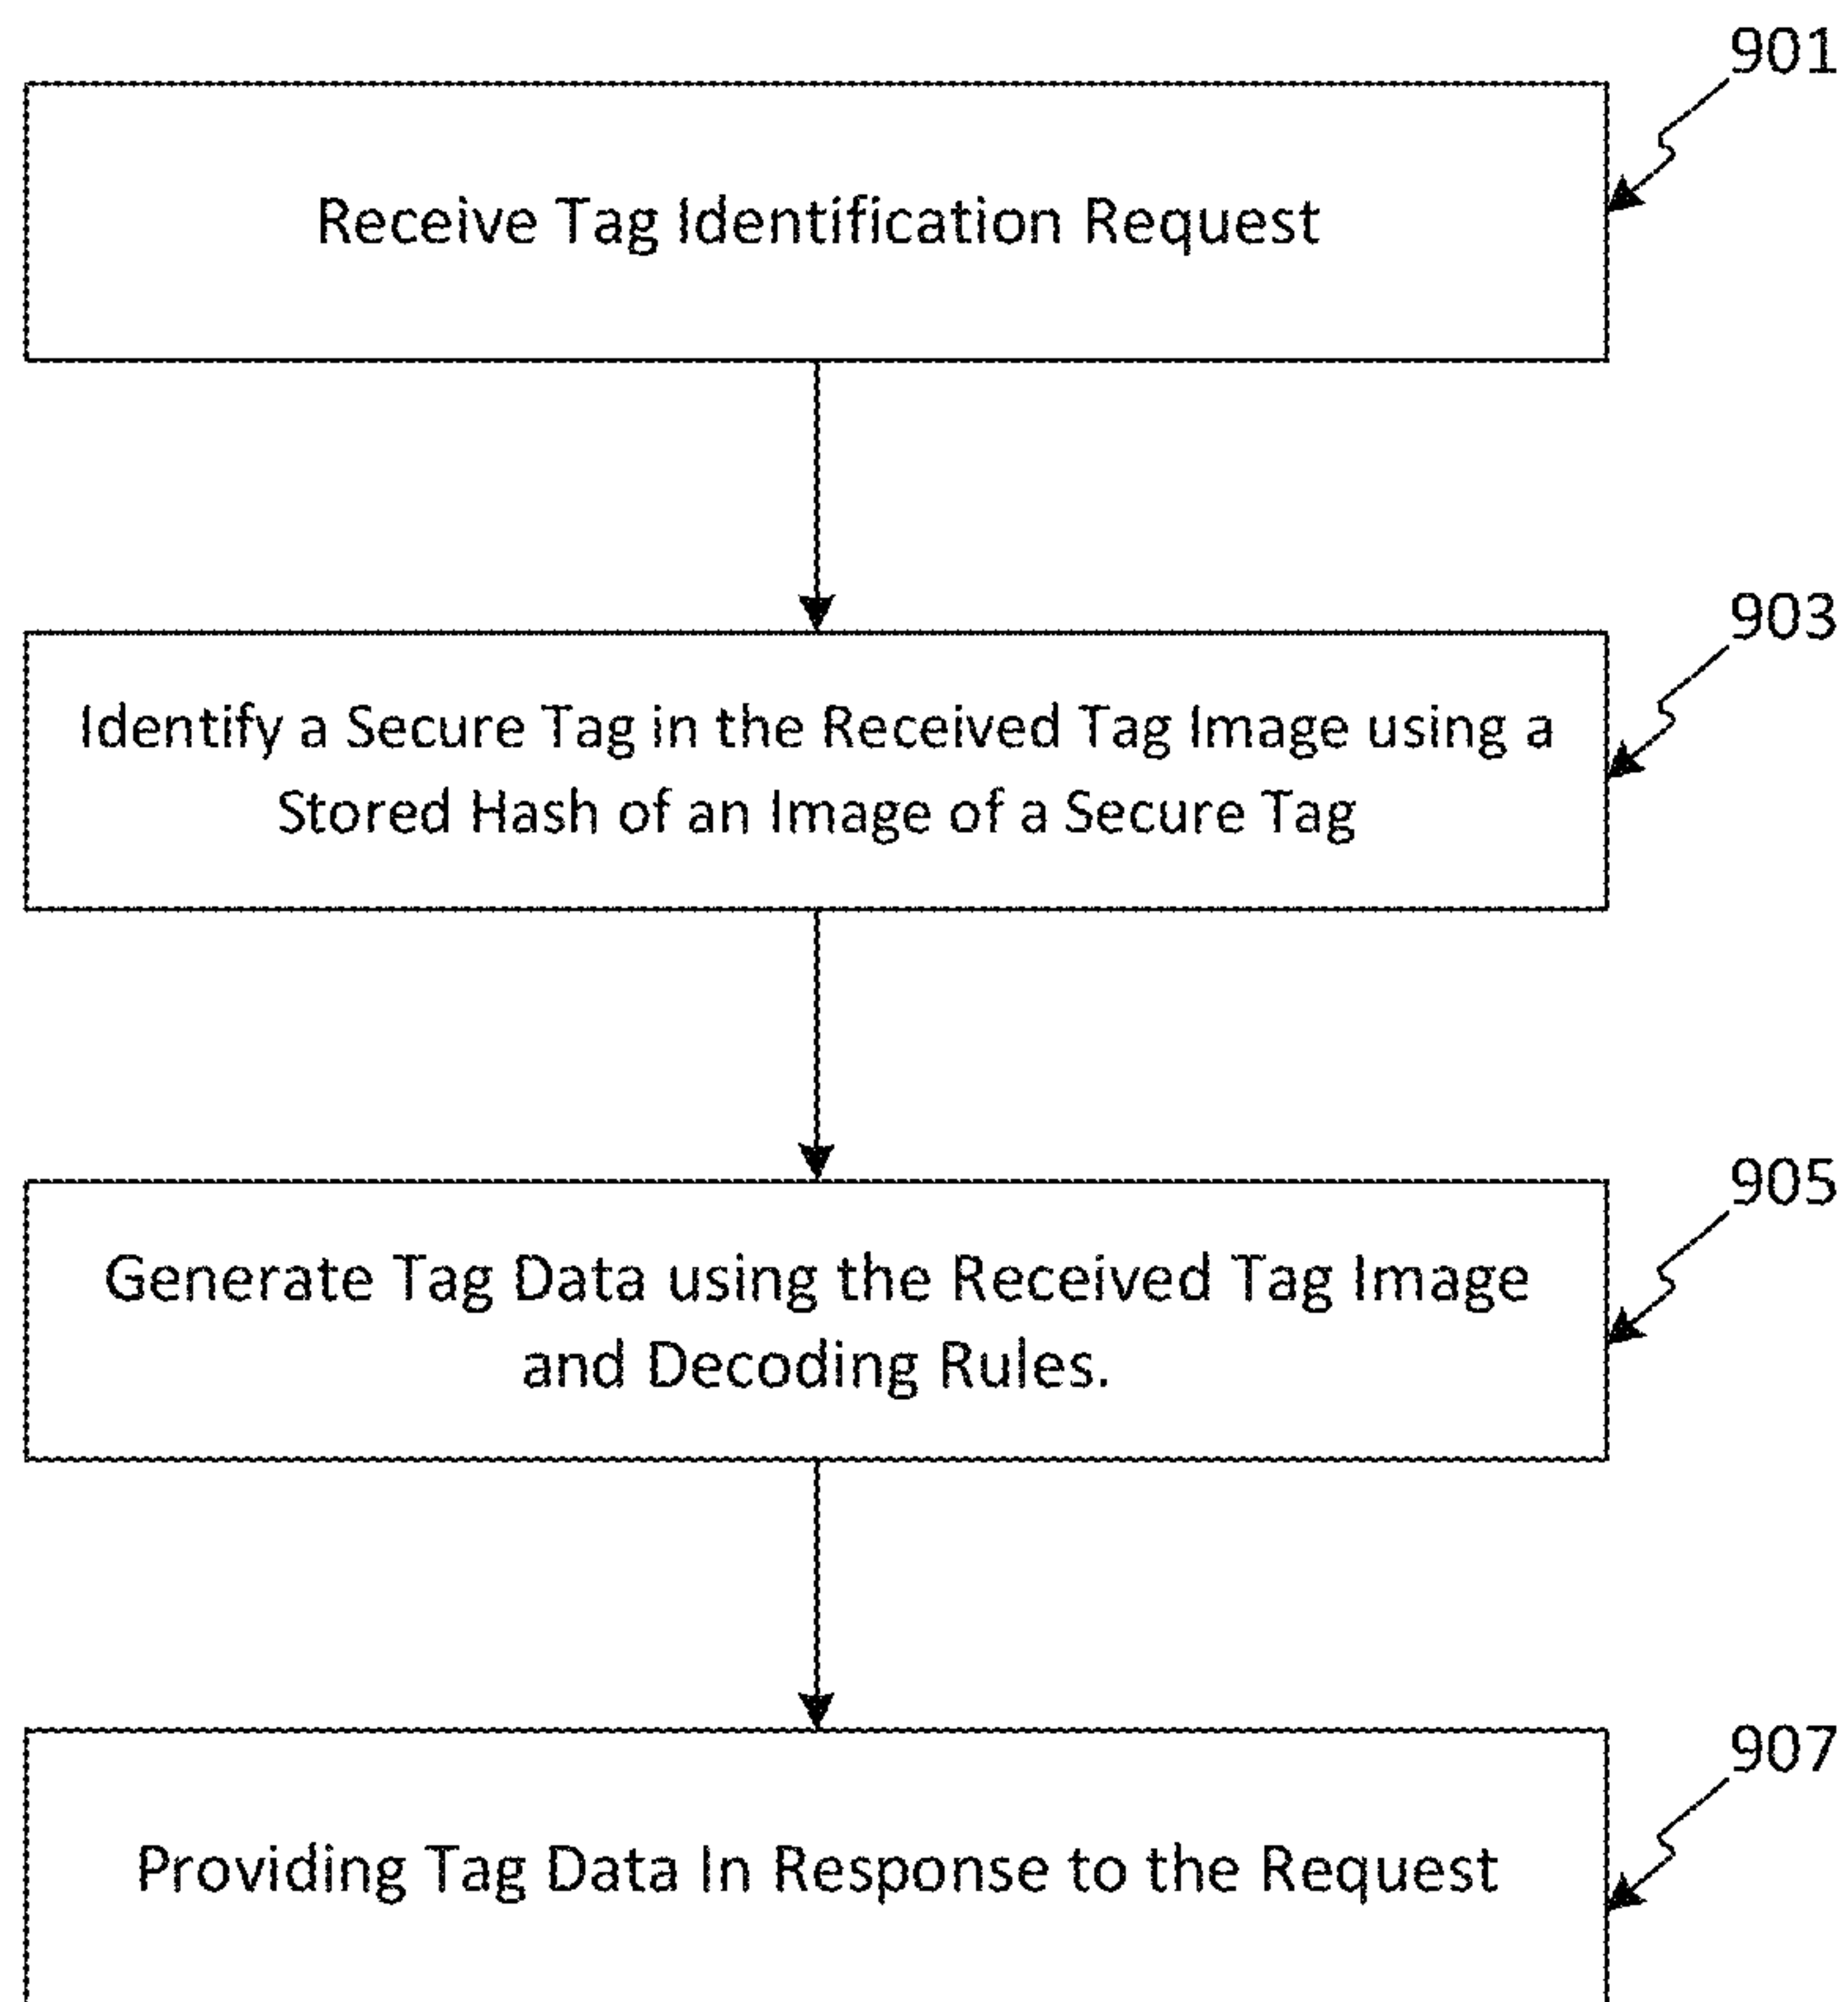 901
Receive Tag Identification Request
903
Identify a Secure Tag in the Received Tag Image using a
Stored Hash of an Image of a Secure Tag
905
Generate Tag Data using the Received Tag Image
and Decoding Rules.
907
Providing Tag Data In Response to the Request